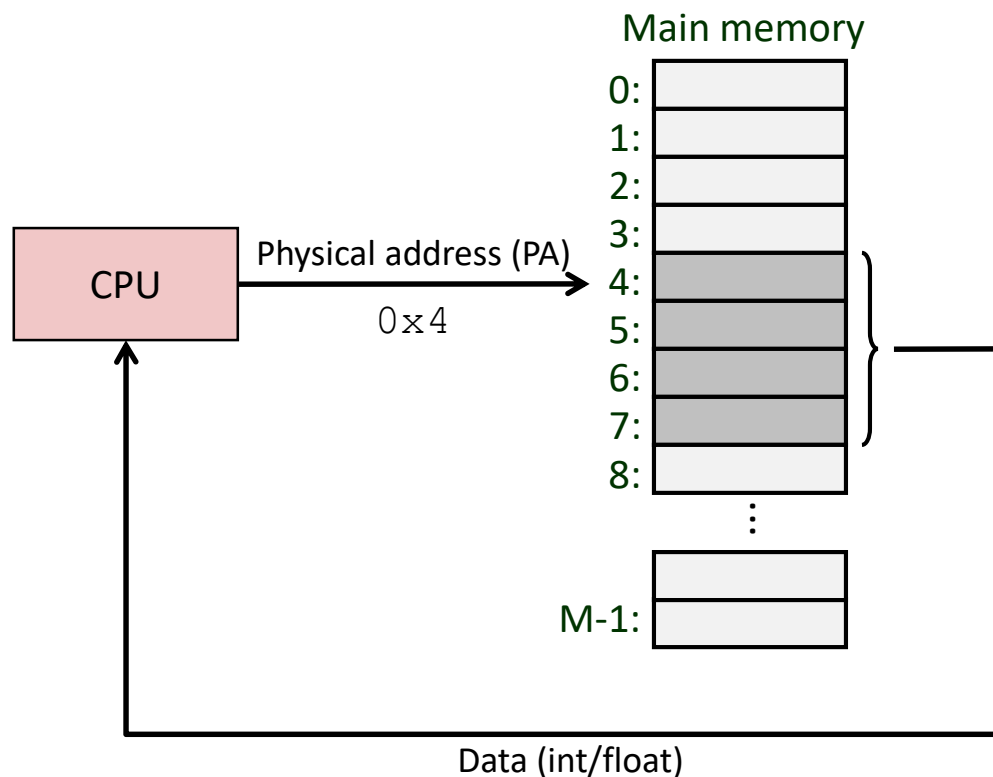 Main memory
0:
1:
2:
3:
CPU
Physical address (PA)
0x4
4:
5:
6:
7:
8:
⋮
M-1:
Data (int/float)